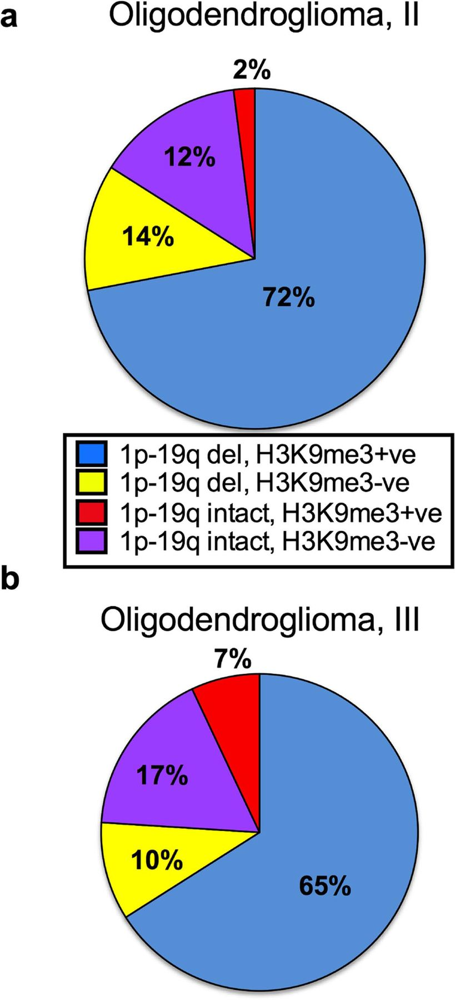 a
Oligodendroglioma, II
2%
12%
14%
72%
1p-19q del, H3K9me3+ve
1p-19q del, H3K9me3-ve
1p-19q intact, H3K9me3+ve
1p-19q intact, H3K9me3-ve
b
Oligodendroglioma, III
7%
17%
10%
65%